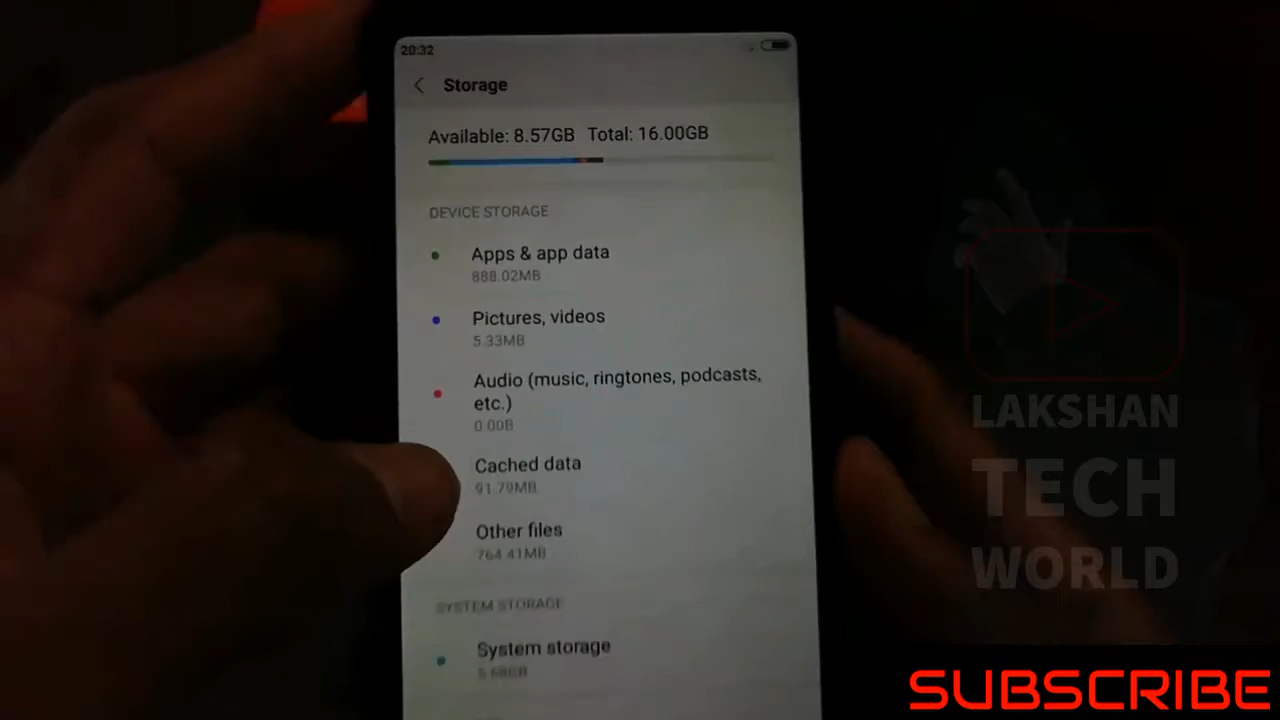 20:32
Storage
Available: 8.57GB Total: 16.00GB
DEVICE STORAGE
Apps & app data
888.02MB
Pictures, videos
5.33MB
Audio (music, ringtones, podcasts,
etc.)
0.00B
Cached data
91.79MB
Other files
764.41MB
SYSTEM STORAGE
System storage
5.68GB
LAKSHAN
TECH
WORLD
SUBSCRIBE